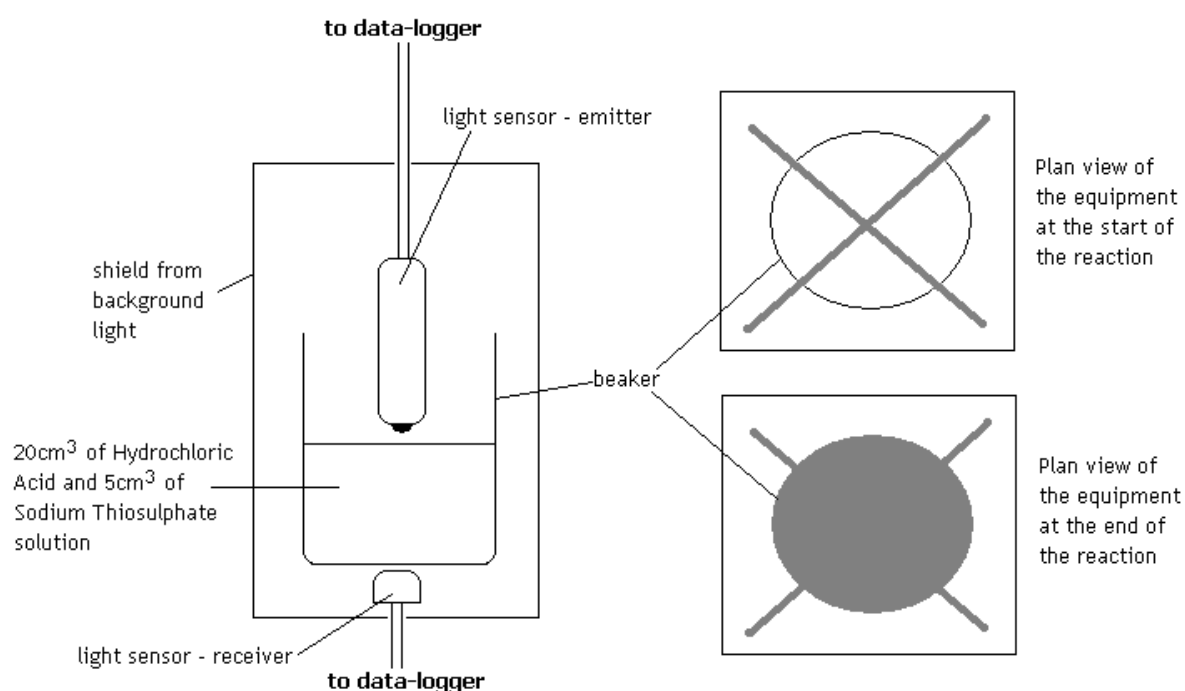 to data-logger
light sensor - emitter
shield from
background
light
20cm³ of Hydrochloric
Acid and 5cm³ of
Sodium Thiosulphate
solution
light sensor - receiver
to data-logger
beaker
Plan view of
the equipment
at the start of
the reaction
Plan view of
the equipment
at the end of
the reaction